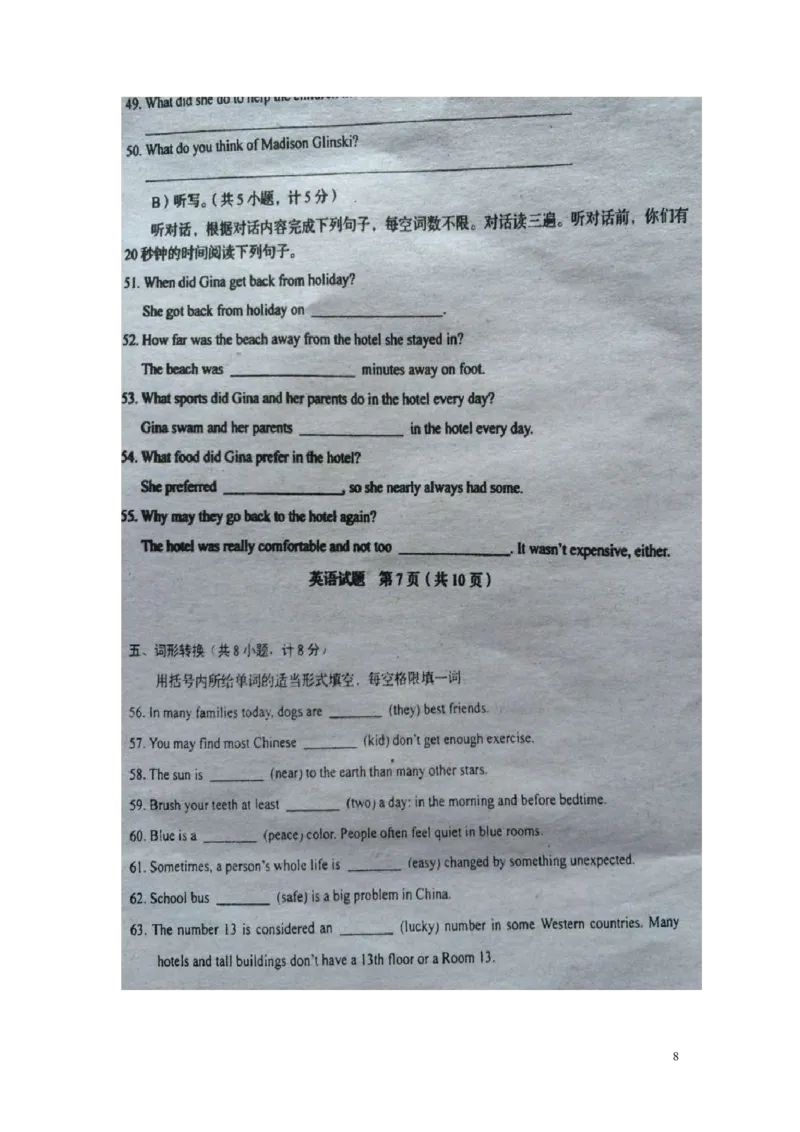 49. What did she do to help the children
50. What do you think of Madison Glinski?
B）听写。（共5小题，计5分）
听对话，根据对话内容完成下列句子，每空词数不限。对话读三遍。听对话前，你们有
20秒钟的时间阅读下列句子。
51. When did Gina get back from holiday?
She got back from holiday on ______________.
52. How far was the beach away from the hotel she stayed in?
The beach was ______________ minutes away on foot.
53. What sports did Gina and her parents do in the hotel every day?
Gina swam and her parents ______________ in the hotel every day.
54. What food did Gina prefer in the hotel?
She preferred ______________, so she nearly always had some.
55. Why may they go back to the hotel again?
The hotel was really comfortable and not too ______________. It wasn't expensive, either.
英语试题 第7页（共10页）
五、词形转换（共8小题，计8分）
用括号内所给单词的适当形式填空，每空格限填一词
56. In many families today, dogs are _______ (they) best friends.
57. You may find most Chinese _______ (kid) don't get enough exercise.
58. The sun is _______ (near) to the earth than many other stars.
59. Brush your teeth at least _______ (two) a day: in the morning and before bedtime.
60. Blue is a _______ (peace) color. People often feel quiet in blue rooms.
61. Sometimes, a person's whole life is _______ (easy) changed by something unexpected.
62. School bus _______ (safe) is a big problem in China.
63. The number 13 is considered an _______ (lucky) number in some Western countries. Many
hotels and tall buildings don't have a 13th floor or a Room 13.
8